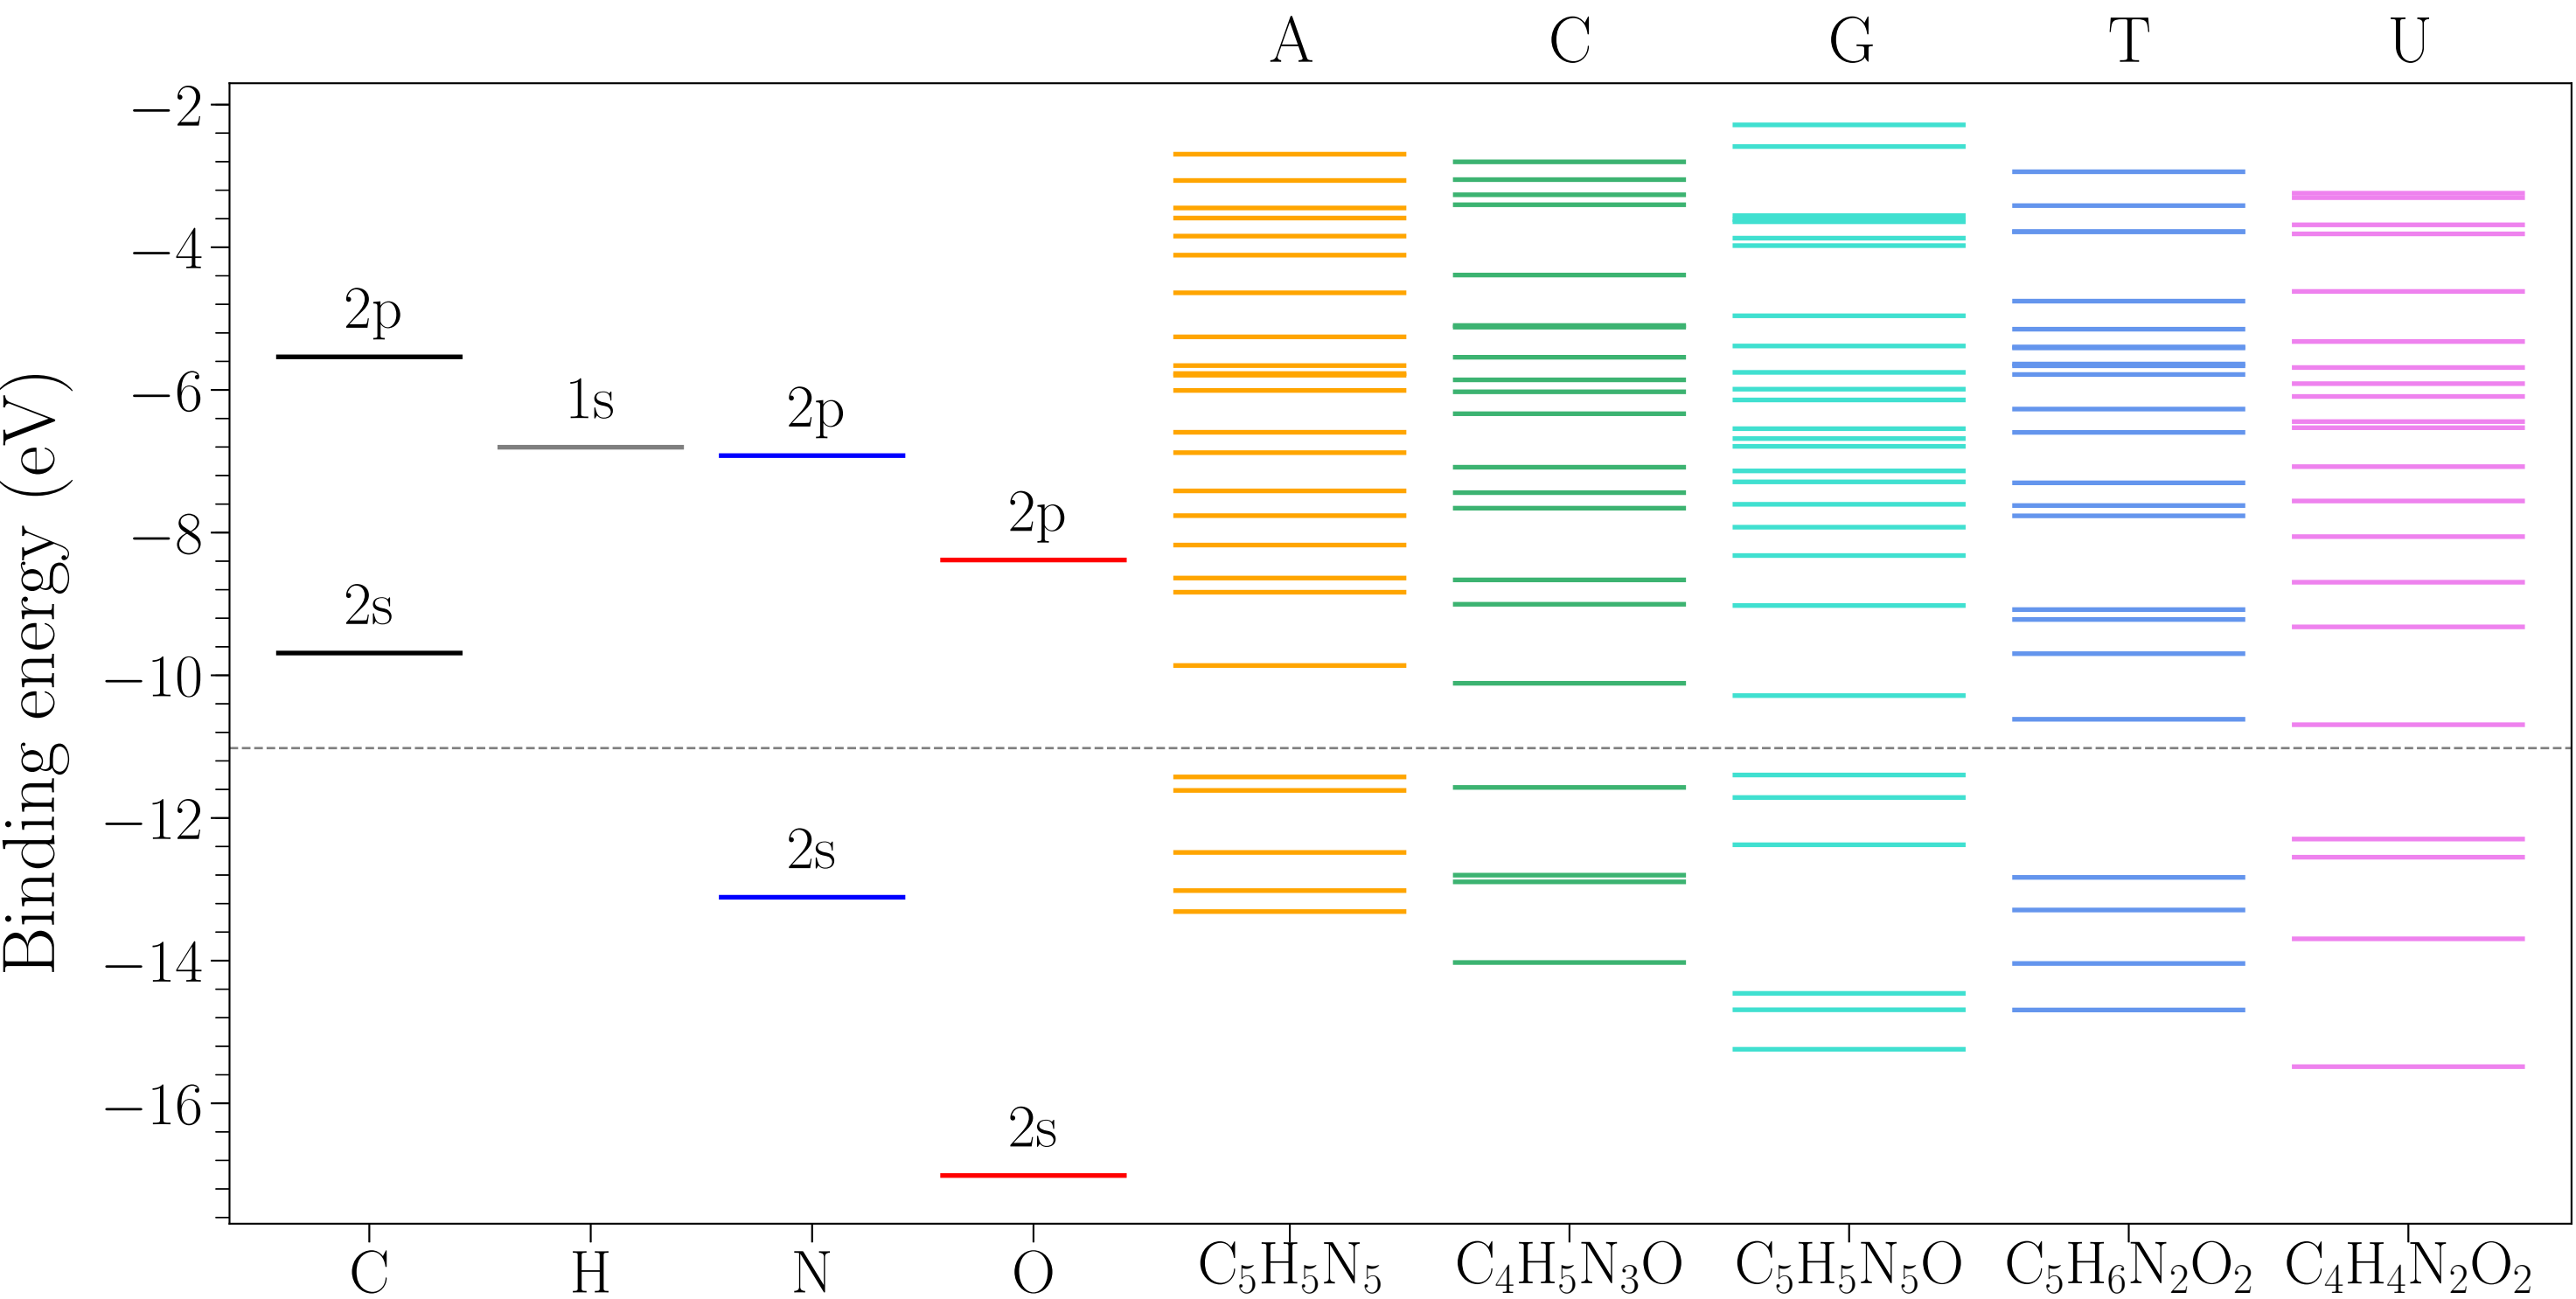 A C G T U
Binding energy (eV)
−2
−4
−6
−8
−10
−12
−14
−16
2p
2s
1s
2p
2s
2p
2s
C H N O C₅H₅N₅ C₄H₅N₃O C₅H₅N₅O C₅H₆N₂O₂ C₄H₄N₂O₂